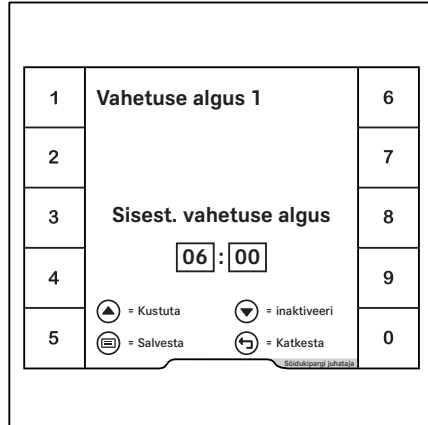 1
Vahetuse algus 1
6
2
7
3
Sisest. vahetuse algus
8
06 : 00
4
9
= Kustuta
= inaktiveeri
5
= Salvesta
= Katkesta
0
Sõidukipargi juhataja